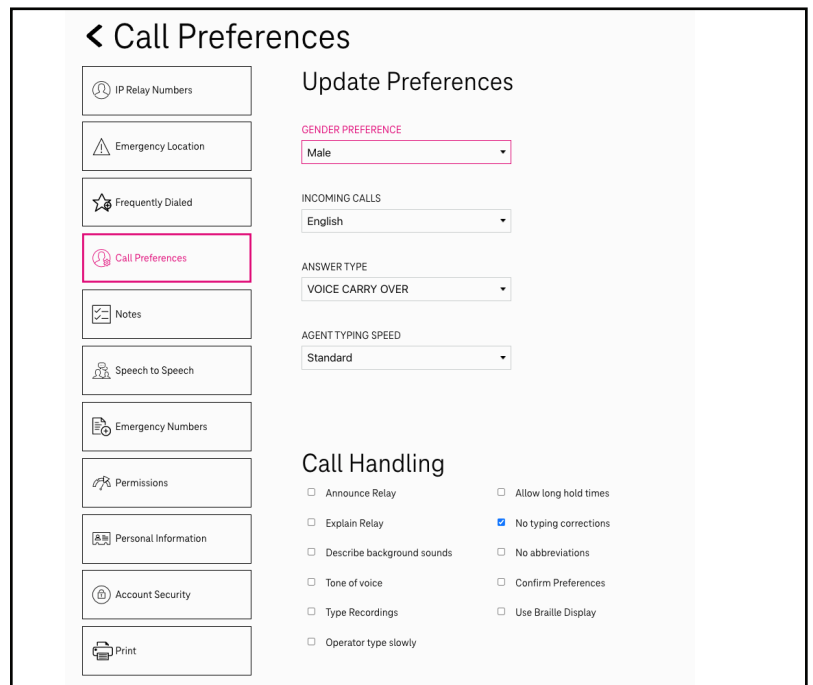 Call Preferences
IP Relay Numbers
Emergency Location
Frequently Dialed
Call Preferences
Notes
Speech to Speech
Emergency Numbers
Permissions
Personal Information
Account Security
Print
Update Preferences
GENDER PREFERENCE
Male
INCOMING CALLS
English
ANSWER TYPE
VOICE CARRY OVER
AGENT TYPING SPEED
Standard
Call Handling
Announce Relay
Explain Relay
Describe background sounds
Tone of voice
Type Recordings
Operator type slowly
Allow long hold times
No typing corrections
No abbreviations
Confirm Preferences
Use Braille Display